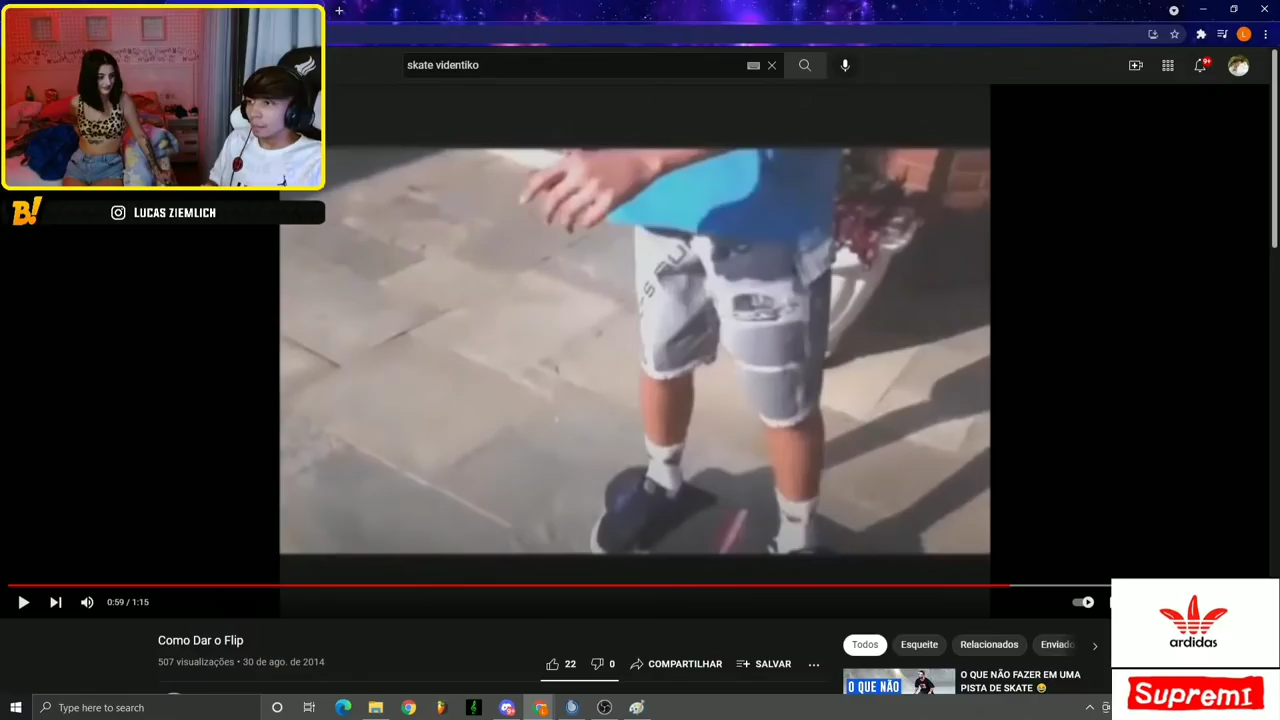 skate videntiko
9+
L
B!
LUCAS ZIEMLICH
0:59 / 1:15
Como Dar o Flip
507 visualizações • 30 de ago. de 2014
22
0
COMPARTILHAR
SALVAR
Todos
Esqueite
Relacionados
Enviado
O QUE NÃO
O QUE NÃO FAZER EM UMA
PISTA DE SKATE
ardidas
Supremi
Type here to search